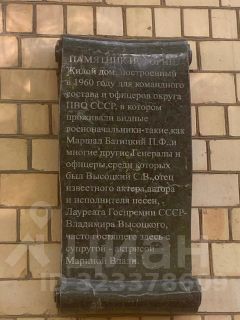 ПАМЯТНИК ИСТОРИИ.
Жилой дом, построенный
в 1960 году для командного
состава и офицеров округа
ПВО СССР, в котором
проживали видные
военоначальники-такие,как
Маршал Батицкий П.Ф.,и
многие другие Генералы и
офицеры,среди которых
был Высоцкий С.В.,отец
известного актера,автора
и исполнителя песен, -
Лауреата Госпремии СССР-
Владимира Высоцкого,
часто гостящего здесь с
супругой - актрисой
Мариной Влади.